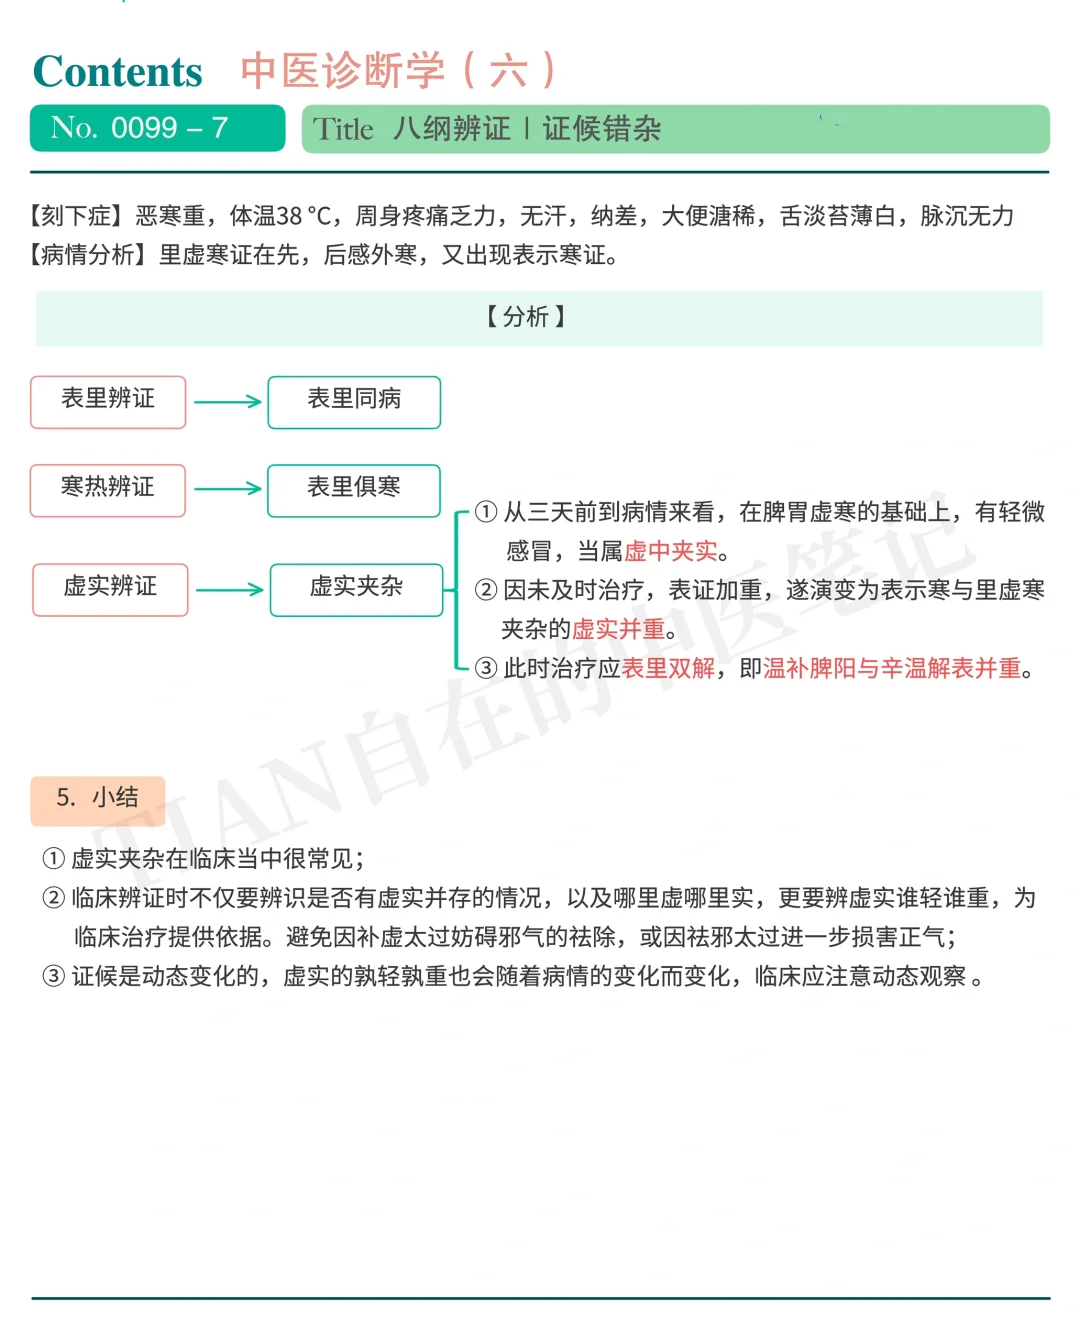 Contents 中医诊断学（六）
No. 0099 – 7
Title 八纲辨证 | 证候错杂
【刻下症】恶寒重，体温38 ℃，周身疼痛乏力，无汗，纳差，大便溏稀，舌淡苔薄白，脉沉无力
【病情分析】里虚寒证在先，后感外寒，又出现表示寒证。
【 分析 】
表里辨证
表里同病
寒热辨证
表里俱寒
虚实辨证
虚实夹杂
① 从三天前到病情来看，在脾胃虚寒的基础上，有轻微
感冒，当属虚中夹实。
② 因未及时治疗，表证加重，遂演变为表示寒与里虚寒
夹杂的虚实并重。
③ 此时治疗应表里双解，即温补脾阳与辛温解表并重。
TIAN自在的中医笔记
5. 小结
① 虚实夹杂在临床当中很常见；
② 临床辨证时不仅要辨识是否有虚实并存的情况，以及哪里虚哪里实，更要辨虚实谁轻谁重，为
临床治疗提供依据。避免因补虚太过妨碍邪气的祛除，或因祛邪太过进一步损害正气；
③ 证候是动态变化的，虚实的孰轻孰重也会随着病情的变化而变化，临床应注意动态观察 。